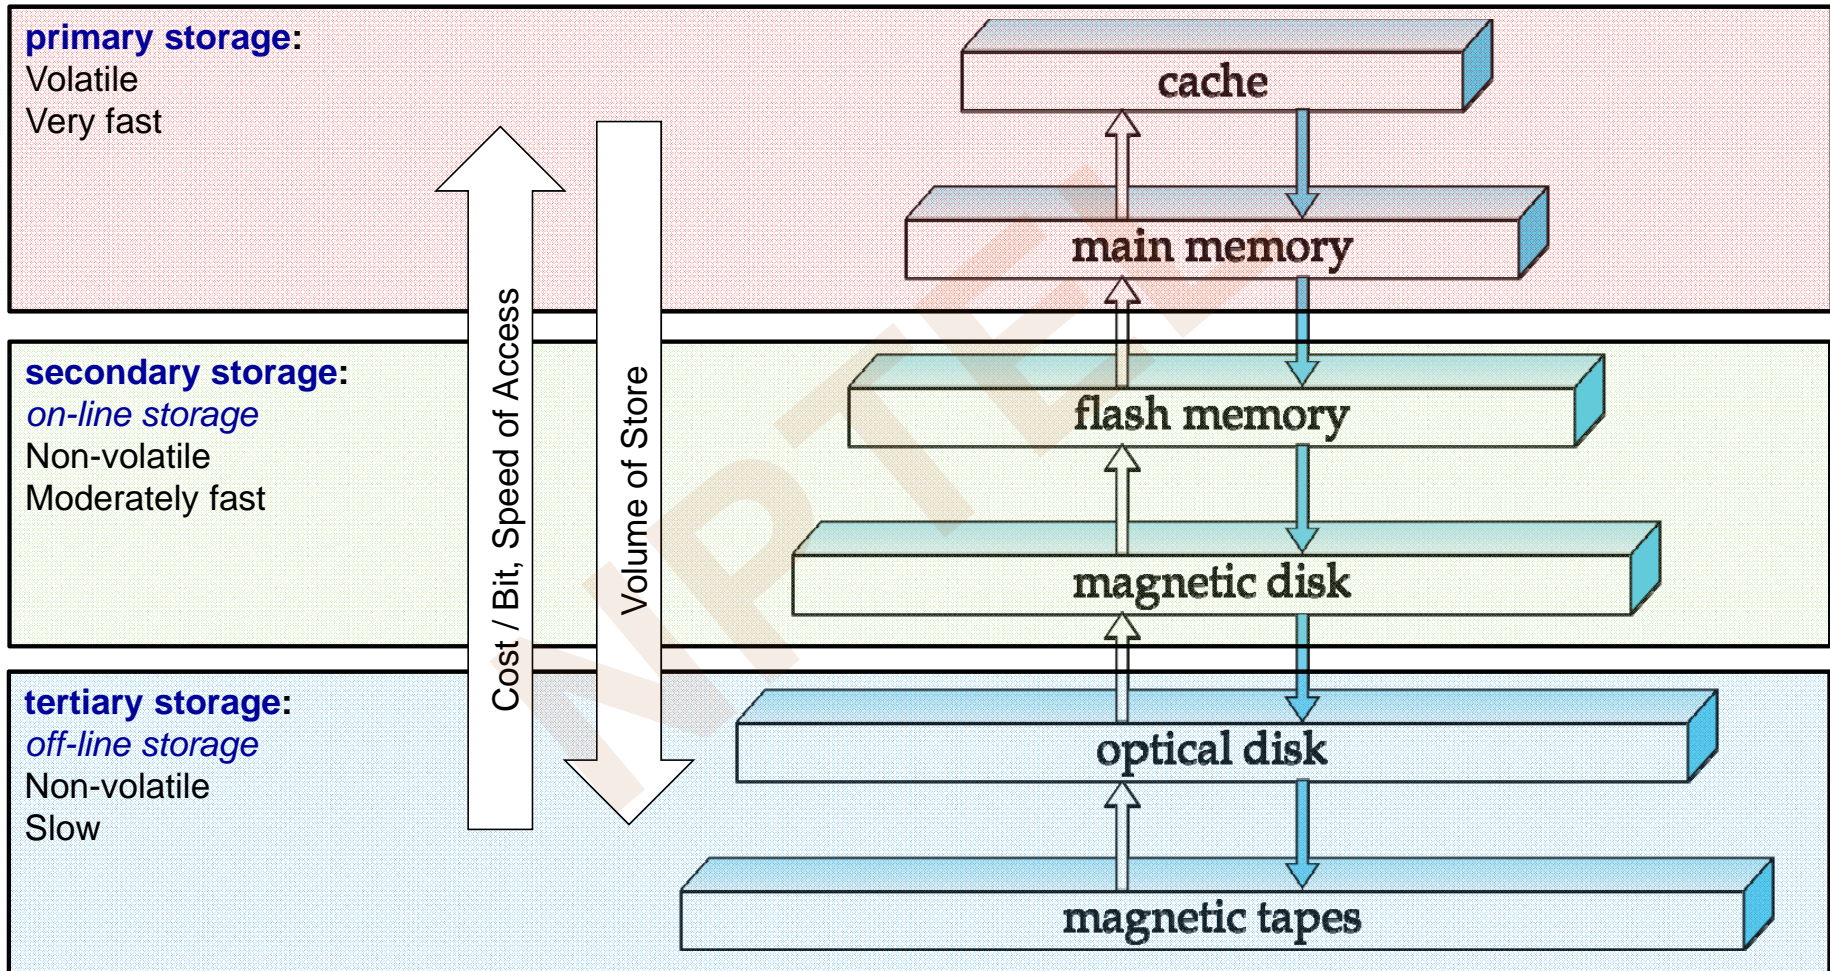 primary storage:
Volatile
Very fast
cache
main memory
Cost / Bit, Speed of Access
Volume of Store
secondary storage:
on-line storage
Non-volatile
Moderately fast
flash memory
magnetic disk
tertiary storage:
off-line storage
Non-volatile
Slow
optical disk
magnetic tapes
NPTEL